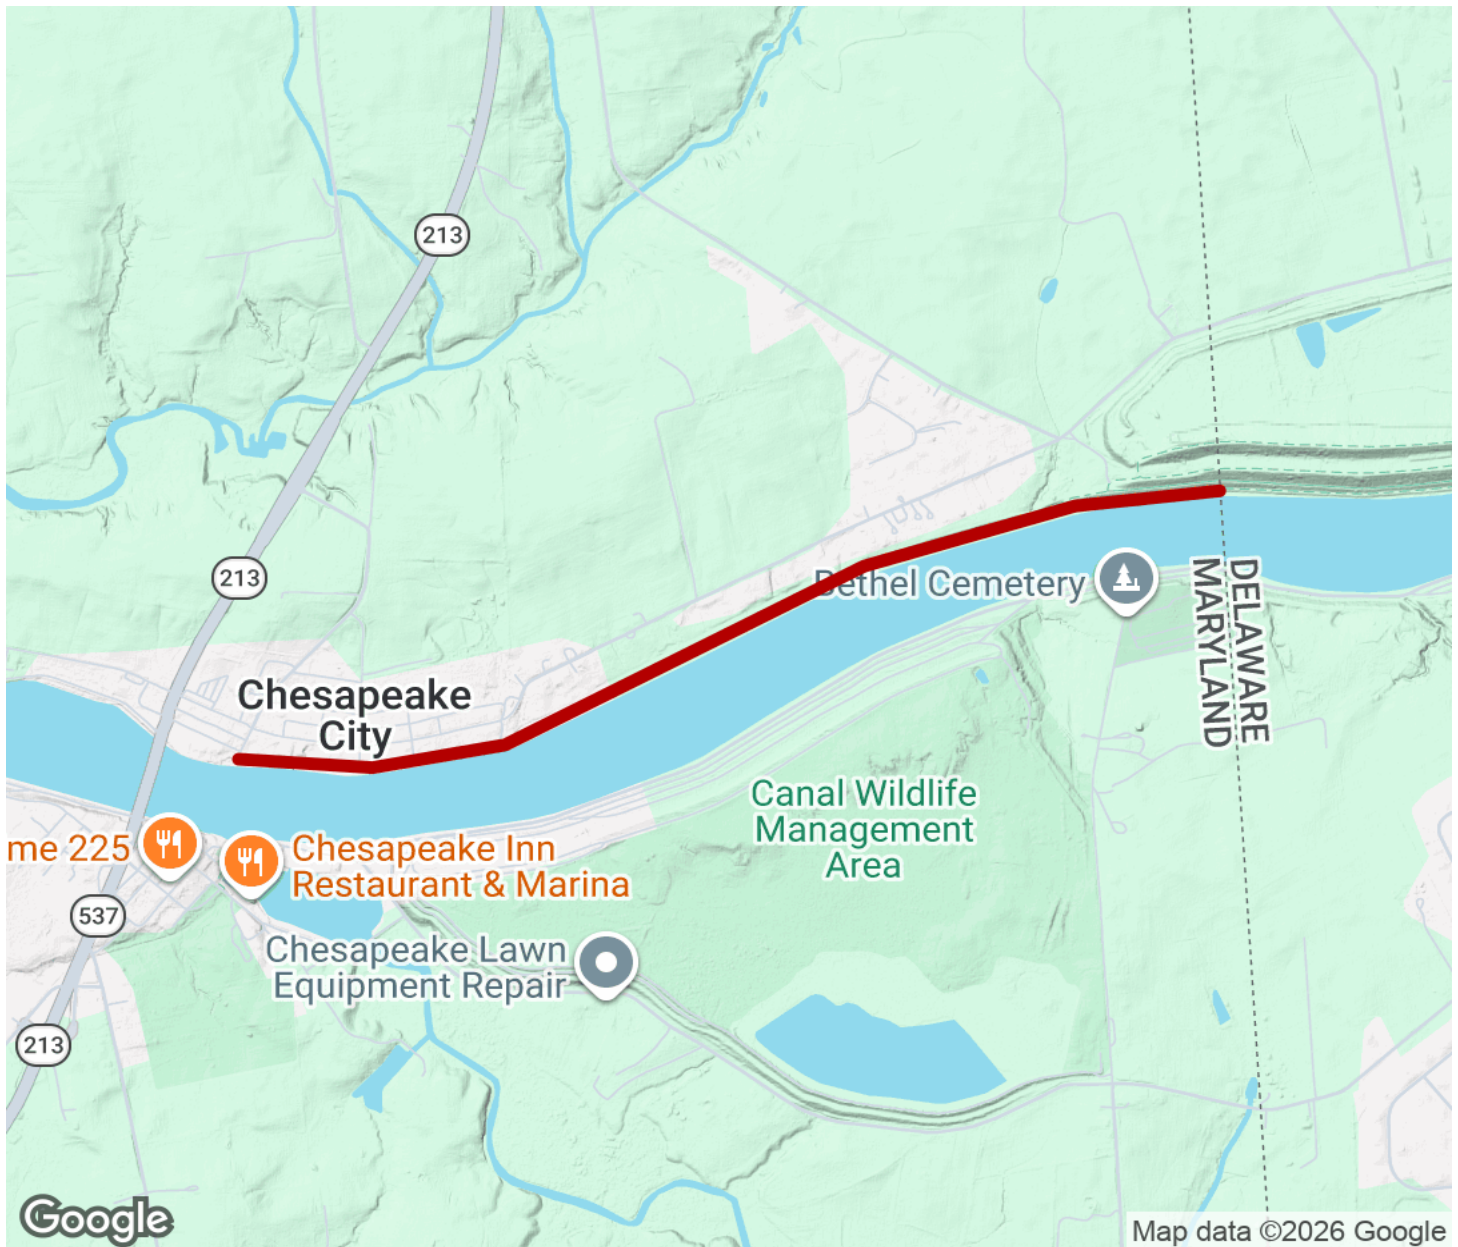 213
213
Chesapeake
City
Bethel Cemetery
DELAWARE
MARYLAND
Canal Wildlife
Management
Area
me 225
Chesapeake Inn
Restaurant & Marina
537
Chesapeake Lawn
Equipment Repair
213
Google
Map data ©2026 Google